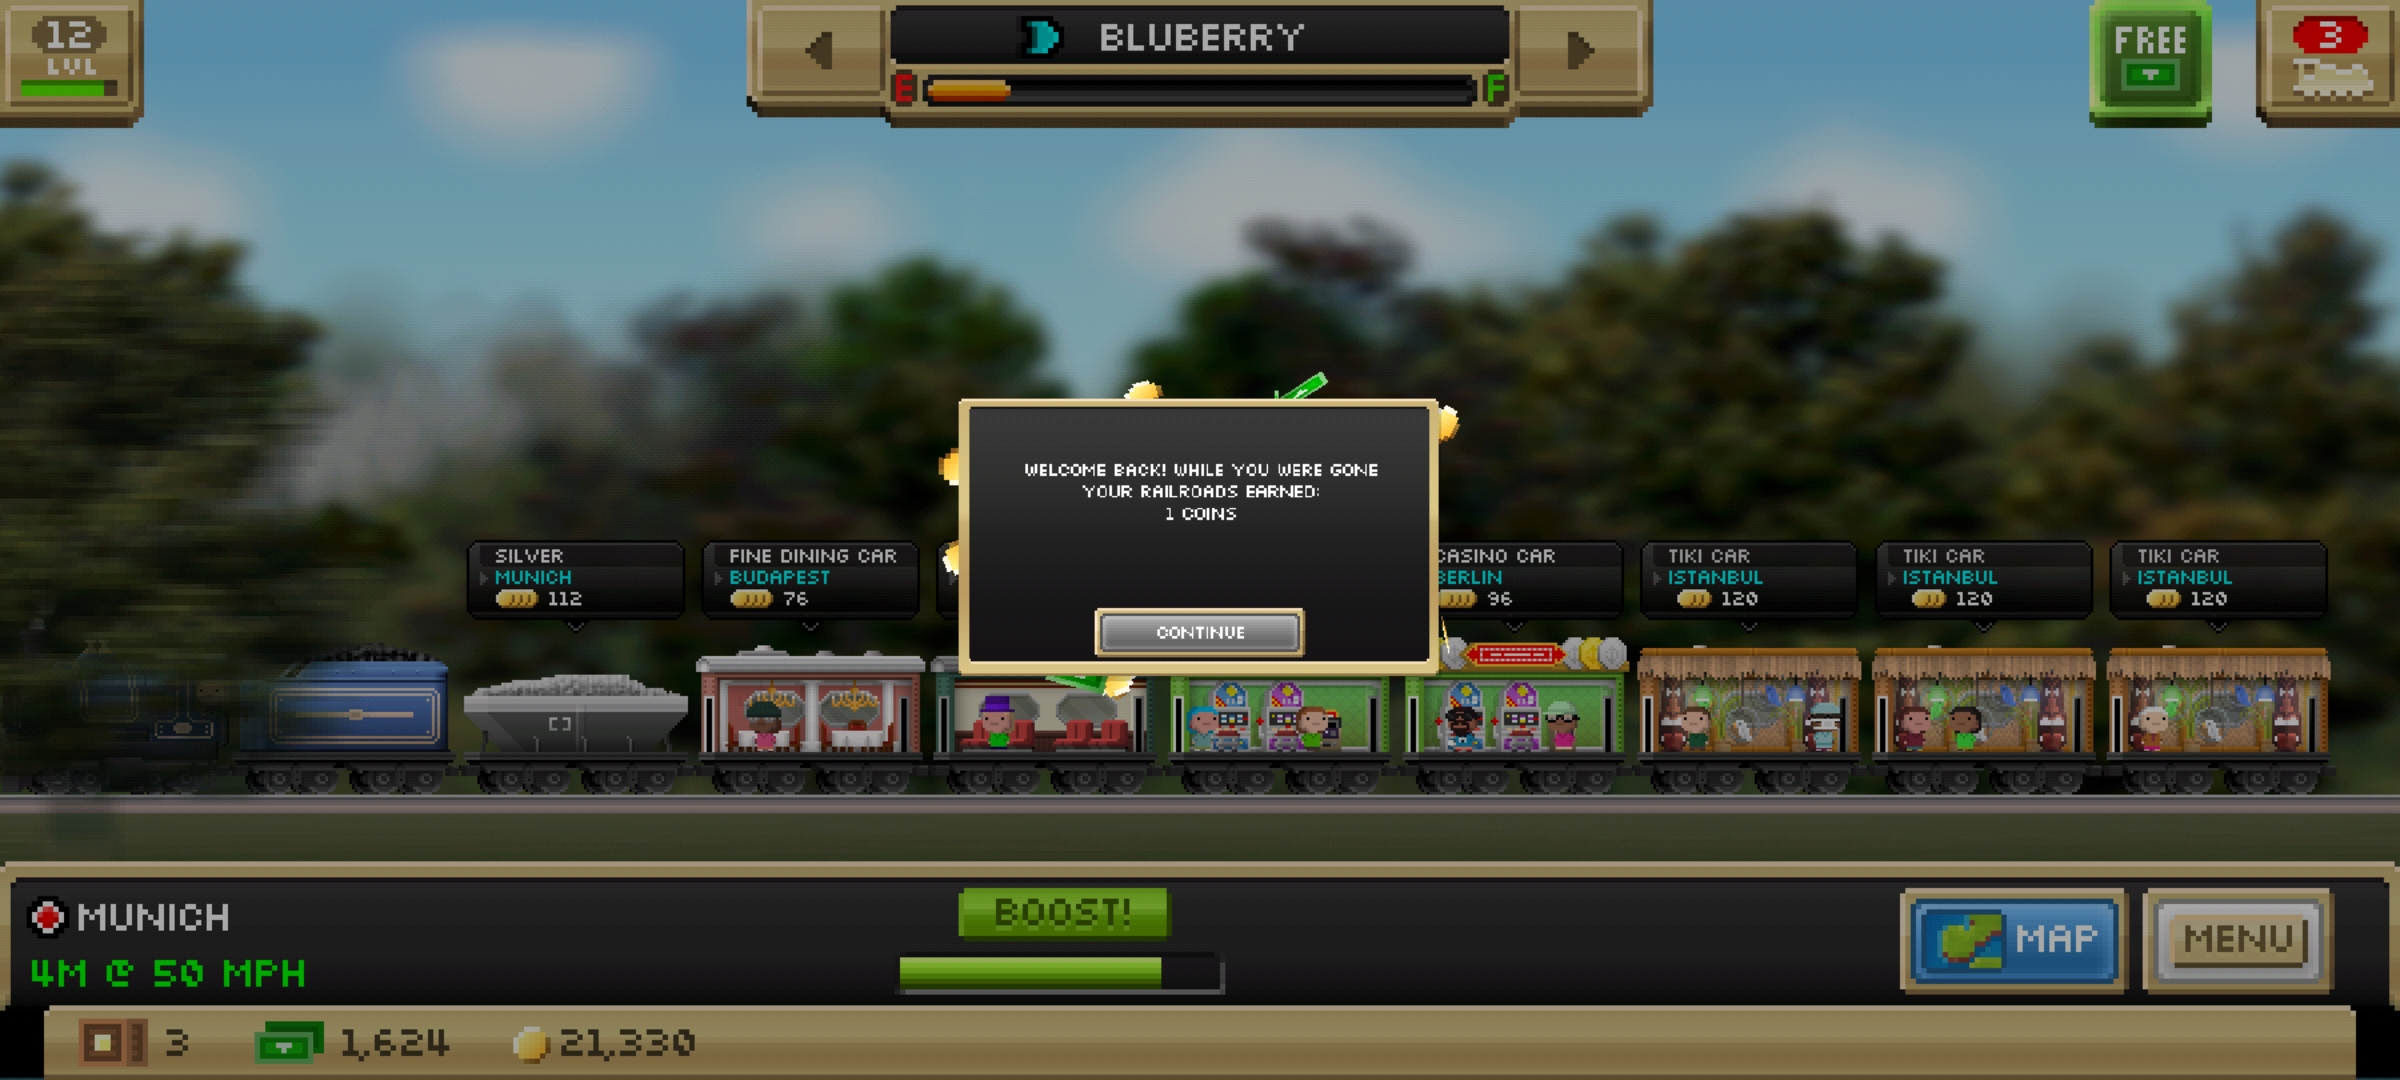 12
LVL
BLUBERRY
E
F
FREE
3
WELCOME BACK! WHILE YOU WERE GONE
YOUR RAILROADS EARNED:
1 COINS
CONTINUE
SILVER
MUNICH
112
FINE DINING CAR
BUDAPEST
76
CASINO CAR
BERLIN
96
TIKI CAR
ISTANBUL
120
TIKI CAR
ISTANBUL
120
TIKI CAR
ISTANBUL
120
MUNICH
4M @ 50 MPH
BOOST!
MAP
MENU
3
1,624
21,330